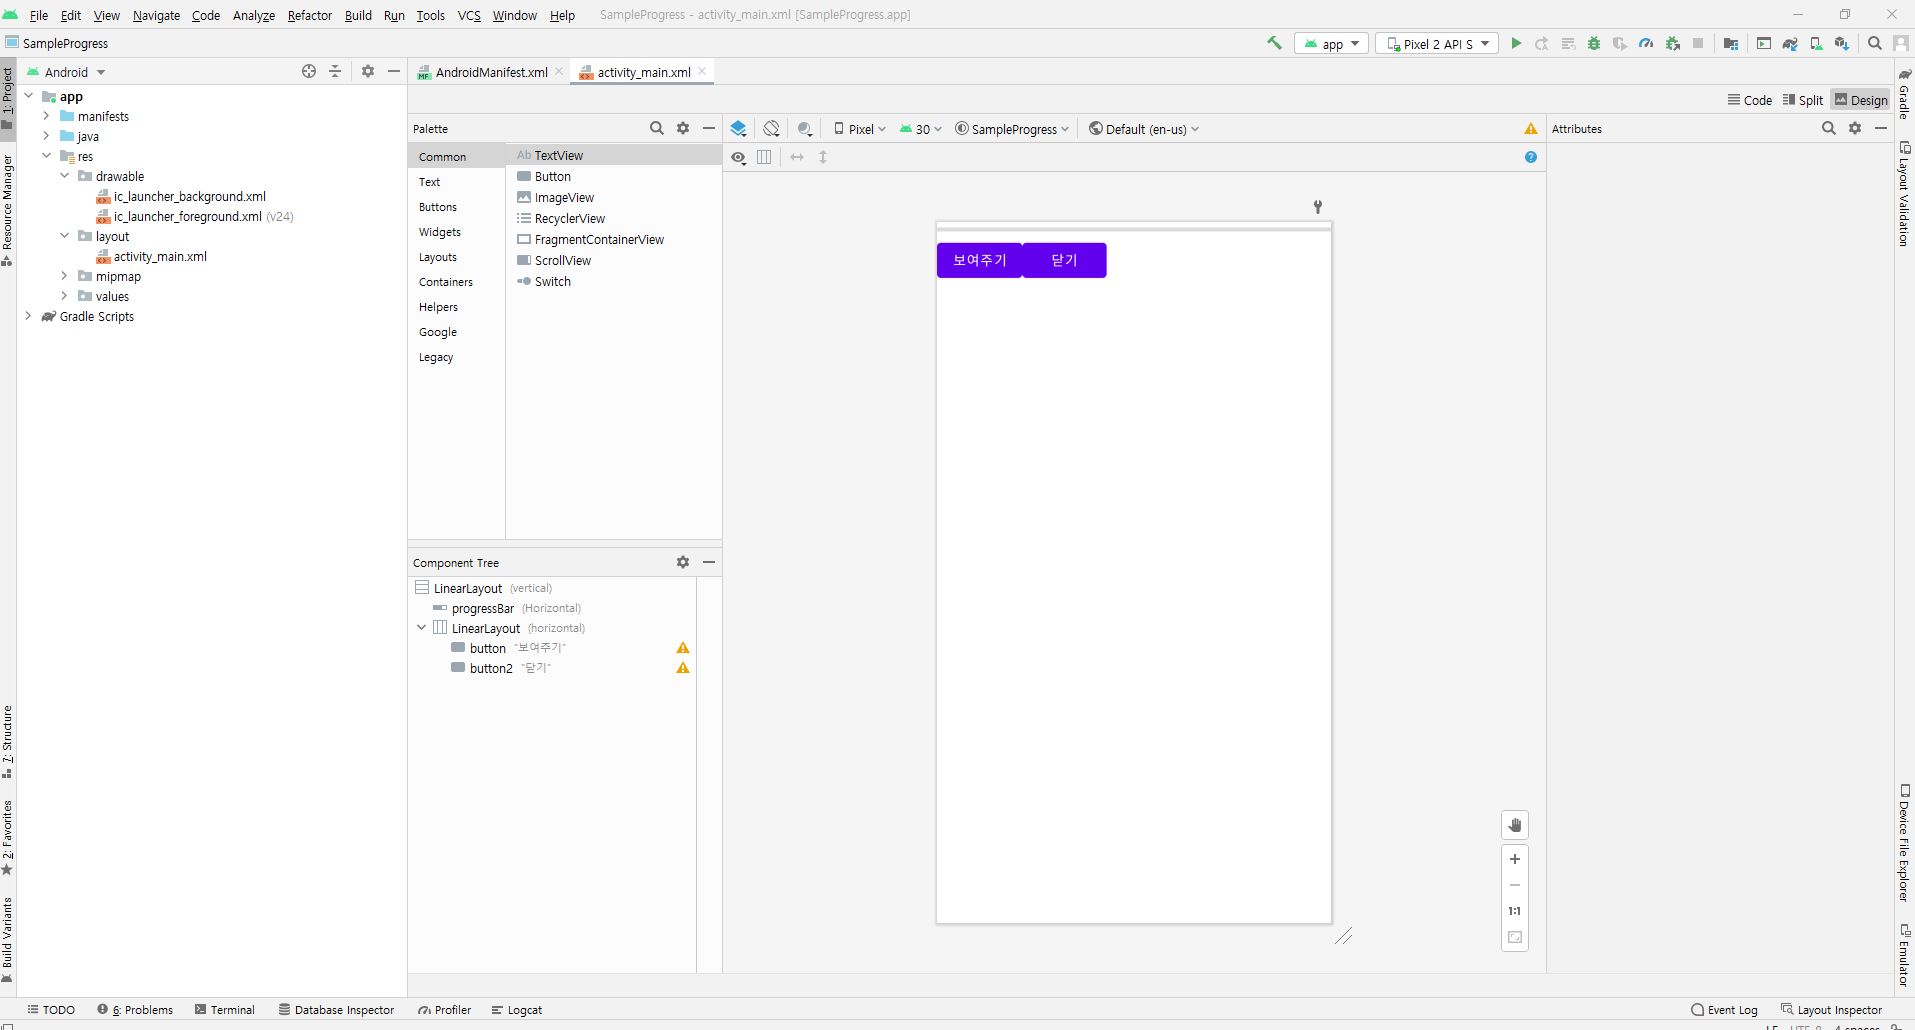 File Edit View Navigate Code Analyze Refactor Build Run Tools VCS Window Help SampleProgress - activity_main.xml [SampleProgress.app]
SampleProgress
app
Pixel 2 API S
1: Project
Resource Manager
7: Structure
2: Favorites
Build Variants
Android
app
manifests
java
res
drawable
ic_launcher_background.xml
ic_launcher_foreground.xml (v24)
layout
activity_main.xml
mipmap
values
Gradle Scripts
AndroidManifest.xml
activity_main.xml
Code
Split
Design
Palette
Common
Text
Buttons
Widgets
Layouts
Containers
Helpers
Google
Legacy
Ab TextView
Button
ImageView
RecyclerView
FragmentContainerView
ScrollView
Switch
Component Tree
LinearLayout (vertical)
progressBar (Horizontal)
LinearLayout (horizontal)
button "보여주기"
button2 "닫기"
Pixel
30
SampleProgress
Default (en-us)
보여주기
닫기
1:1
Attributes
Gradle
Layout Validation
Device File Explorer
Emulator
TODO
6: Problems
Terminal
Database Inspector
Profiler
Logcat
Event Log
Layout Inspector